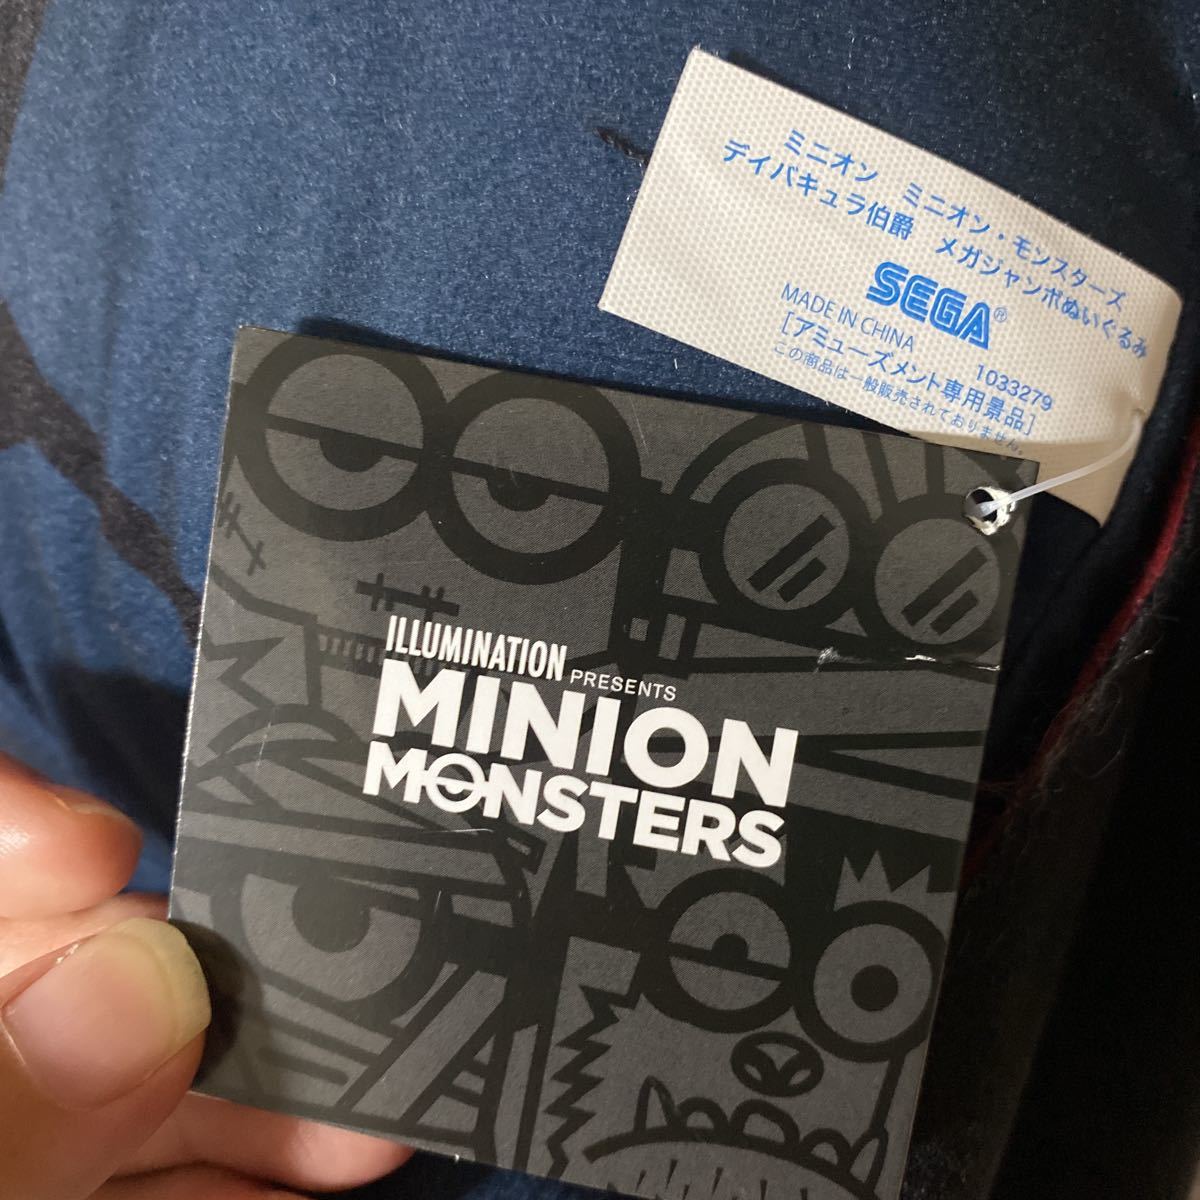 ミニオン ミニオン・モンスターズ
デイバキュラ伯爵 メガジャンボぬいぐるみ
SEGA®
MADE IN CHINA 1033279
[アミューズメント専用景品]
この商品は一般販売されておりません。
ILLUMINATION
PRESENTS
MINION
MONSTERS